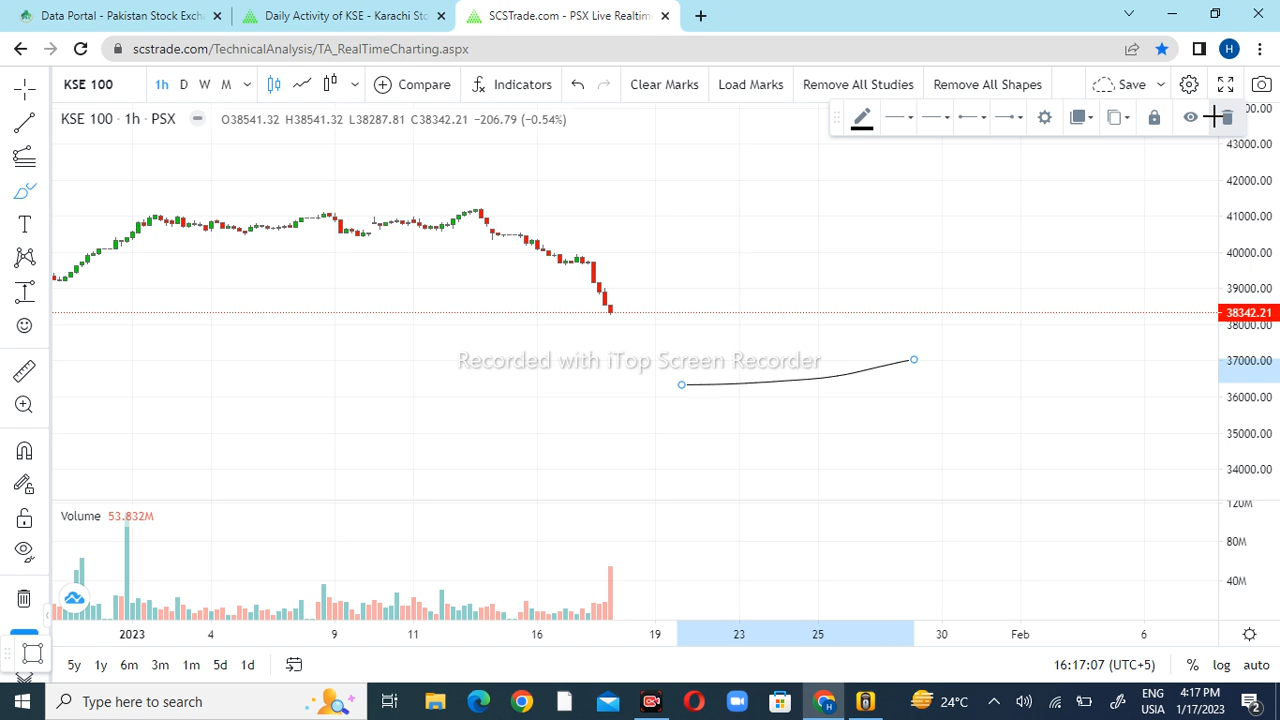 Data Portal - Pakistan Stock Exc
Daily Activity of KSE - Karachi St
SCSTrade.com - PSX Live Realtim
scstrade.com/TechnicalAnalysis/TA_RealTimeCharting.aspx
H
KSE 100
1h D W M
Compare
Indicators
Clear Marks
Load Marks
Remove All Studies
Remove All Shapes
Save
KSE 100 · 1h · PSX
O38541.32 H38541.32 L38187.81 C38342.21 −206.79 (−0.54%)
43000.00
42000.00
41000.00
40000.00
39000.00
38342.21
38000.00
37000.00
36000.00
35000.00
34000.00
Recorded with iTop Screen Recorder
Volume 53.832M
120M
80M
40M
2023 4 9 11 16 19 23 25 30 Feb 6
5y 1y 6m 3m 1m 5d 1d
16:17:07 (UTC+5)
% log auto
Type here to search
24°C
ENG
USIA
4:17 PM
1/17/2023
2